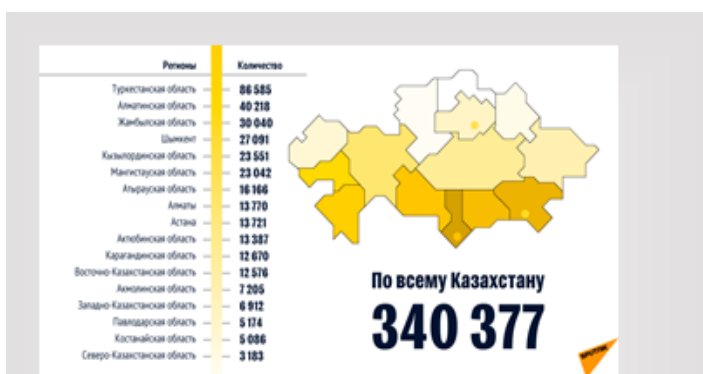 Регионы Количество
Туркестанская область 86 585
Алматинская область 40 218
Жамбылская область 30 040
Шымкент 27 091
Кызылординская область 23 551
Мангистауская область 23 042
Атырауская область 16 166
Алматы 13 770
Астана 13 721
Актюбинская область 13 387
Карагандинская область 12 670
Восточно-Казахстанская область 12 576
Акмолинская область 7 205
Западно-Казахстанская область 6 912
Павлодарская область 5 174
Костанайская область 5 086
Северо-Казахстанская область 3 183
По всему Казахстану
340 377
SPUTNIK